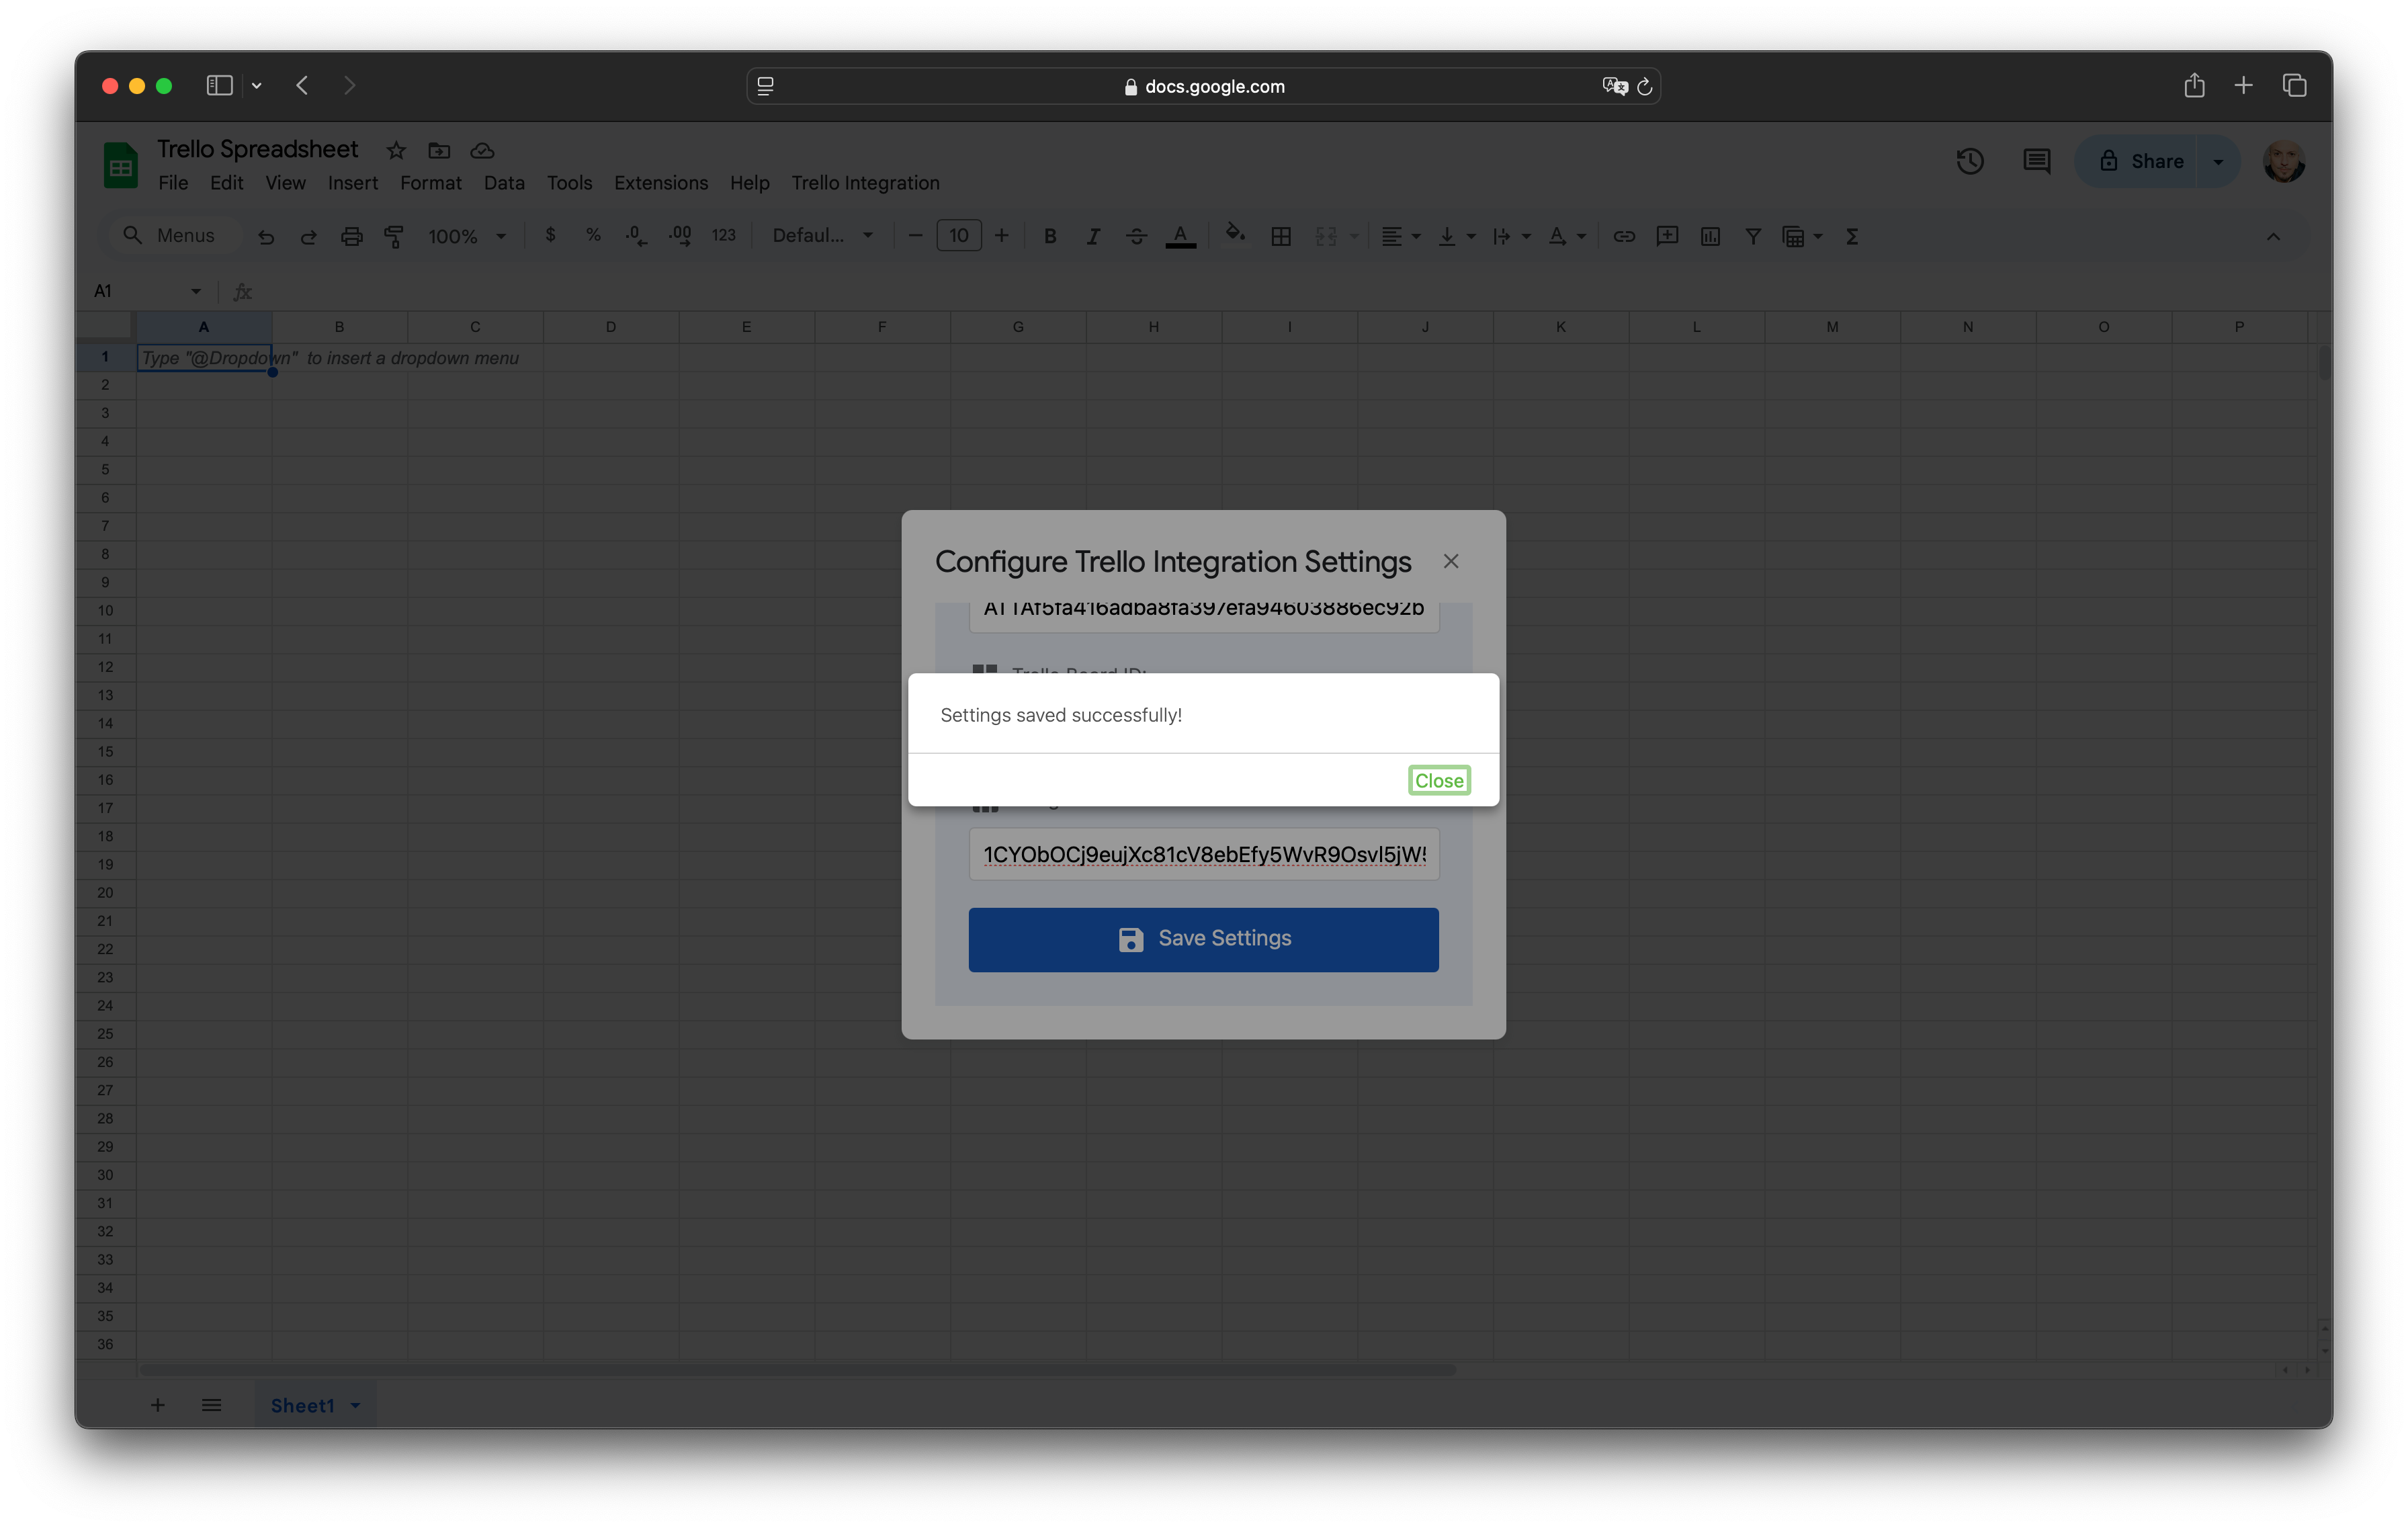 docs.google.com
Trello Spreadsheet
File Edit View Insert Format Data Tools Extensions Help Trello Integration
Share
Menus 100% $ % .0 .00 123 Defaul... 10 B I A
A1 fx
A B C D E F G H I J K L M N O P
1 Type "@Dropdown" to insert a dropdown menu
2
3
4
5
6
7
8
9
10
11
12
13
14
15
16
17
18
19
20
21
22
23
24
25
26
27
28
29
30
31
32
33
34
35
36
Configure Trello Integration Settings
ATTAf5fa416adba8fa397efa94603886ec92b
Trello Board ID:
Settings saved successfully!
Close
1CYObOCj9eujXc81cV8ebEfy5WvR9Osvl5jW
Save Settings
Sheet1